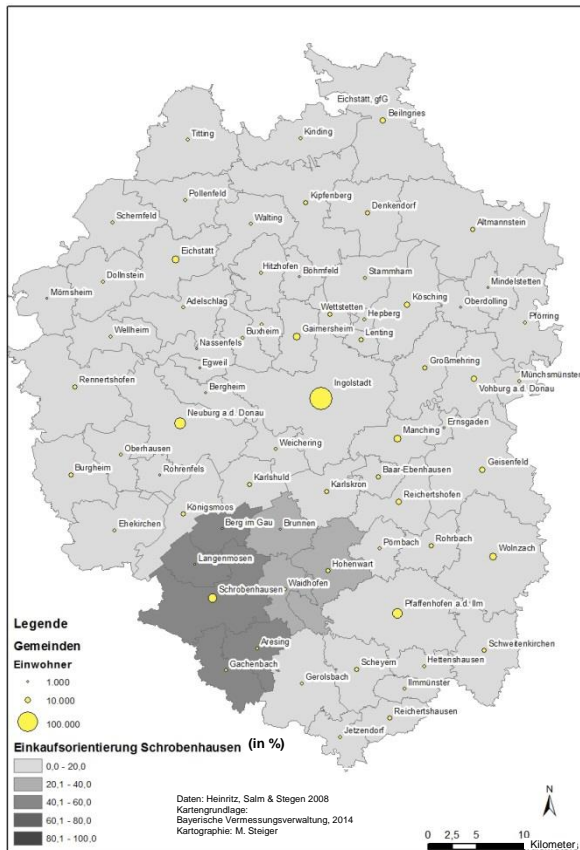 Eichstätt, gfG
Beilngries
Titting
Kinding
Pollenfeld
Kipfenberg
Denkendorf
Schernfeld
Walting
Altmannstein
Eichstätt
Hitzhofen
Böhmfeld
Stammham
Mindelstetten
Dollnstein
Mörnsheim
Adelschlag
Wettstetten
Kösching
Oberdolling
Hepberg
Pförring
Wellheim
Buxheim
Gaimersheim
Lenting
Nassenfels
Egweil
Großmehring
Rennertshofen
Bergheim
Ingolstadt
Münchsmünster
Vohburg a.d. Donau
Neuburg a.d. Donau
Manching
Ernsgaden
Oberhausen
Weichering
Burgheim
Rohrenfels
Karlshuld
Baar-Ebenhausen
Geisenfeld
Karlskron
Reichertshofen
Königsmoos
Ehekirchen
Berg im Gau
Brunnen
Pörnbach
Rohrbach
Wolnzach
Langenmosen
Hohenwart
Waidhofen
Schrobenhausen
Pfaffenhofen a.d. Ilm
Aresing
Schweitenkirchen
Gachenbach
Scheyern
Hettenshausen
Gerolsbach
Ilmmünster
Reichertshausen
Jetzendorf
Legende
Gemeinden
Einwohner
1.000
10.000
100.000
Einkaufsorientierung Schrobenhausen (in %)
0,0 - 20,0
20,1 - 40,0
40,1 - 60,0
60,1 - 80,0
80,1 - 100,0
Daten: Heinritz, Salm & Stegen 2008
Kartengrundlage:
Bayerische Vermessungsverwaltung, 2014
Kartographie: M. Steiger
N
0 2,5 5 10
Kilometer